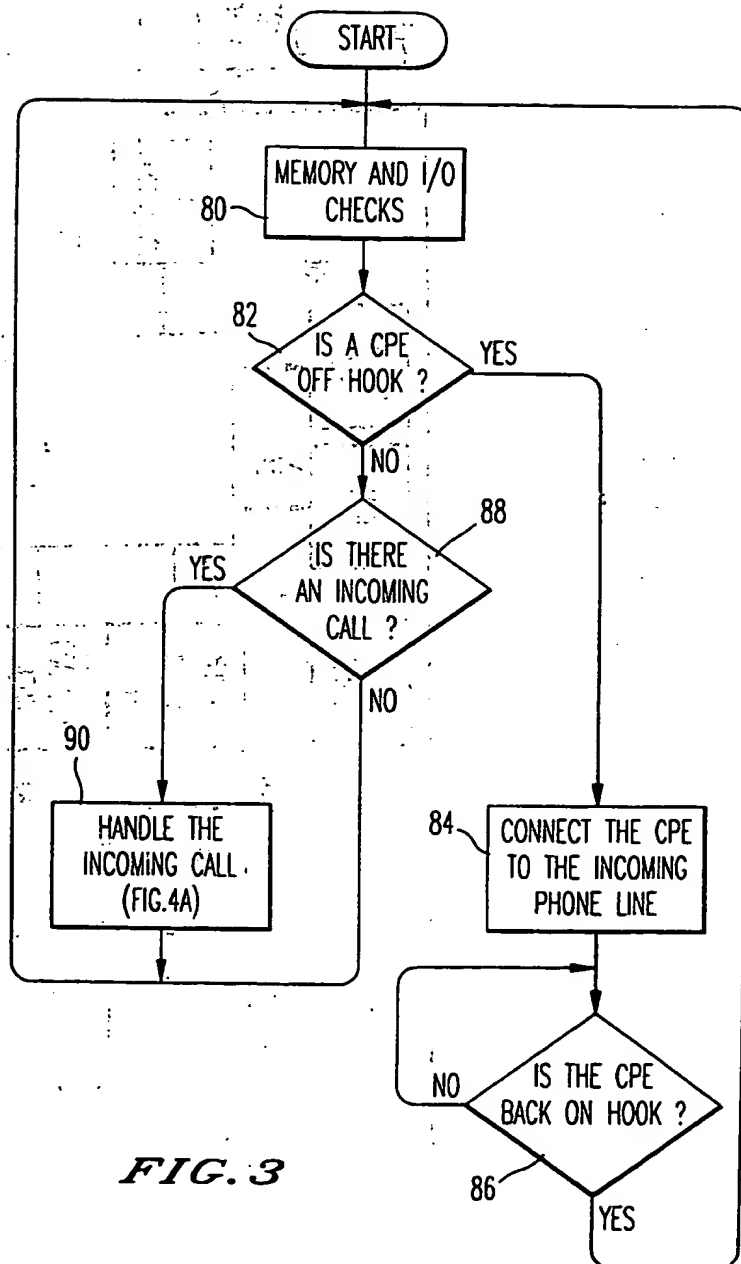 START
MEMORY AND I/O
CHECKS
80
82
IS A CPE
OFF HOOK ?
YES
NO
88
YES
IS THERE
AN INCOMING
CALL ?
NO
90
HANDLE THE
INCOMING CALL
(FIG.4A)
84
CONNECT THE CPE
TO THE INCOMING
PHONE LINE
NO
IS THE CPE
BACK ON HOOK ?
86
YES
FIG. 3